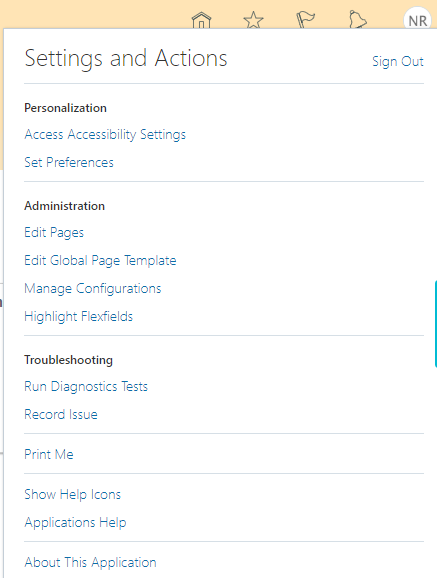 NR
Settings and Actions
Sign Out
Personalization
Access Accessibility Settings
Set Preferences
Administration
Edit Pages
Edit Global Page Template
Manage Configurations
Highlight Flexfields
Troubleshooting
Run Diagnostics Tests
Record Issue
Print Me
Show Help Icons
Applications Help
About This Application